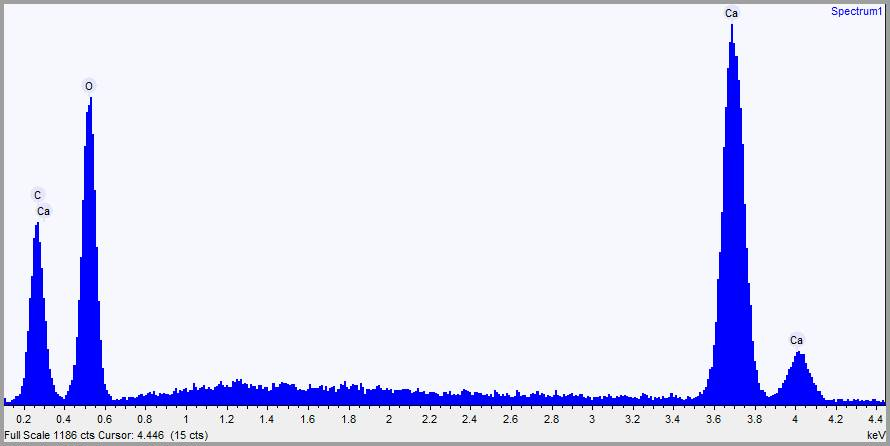 Spectrum1
Ca
O
C
Ca
Ca
0.2 0.4 0.6 0.8 1 1.2 1.4 1.6 1.8 2 2.2 2.4 2.6 2.8 3 3.2 3.4 3.6 3.8 4 4.2 4.4
Full Scale 1186 cts Cursor: 4.446 (15 cts) keV